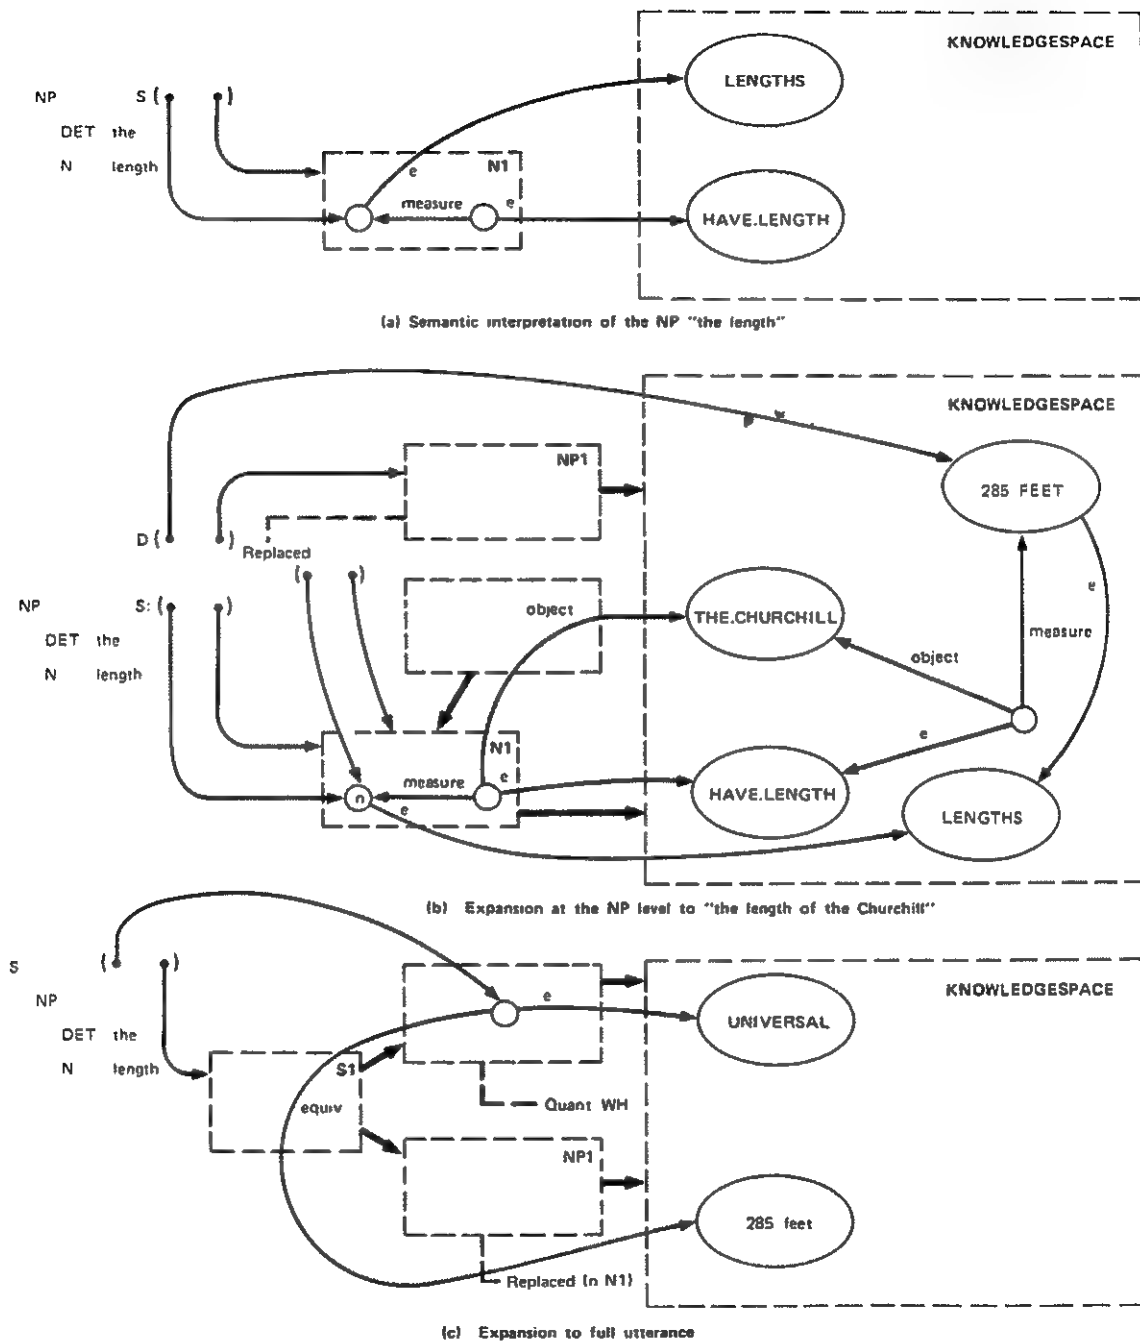 KNOWLEDGESPACE
LENGTHS
NP S ( )
DET the
N length
N1
e
measure e
HAVE.LENGTH
(a) Semantic interpretation of the NP "the length"
KNOWLEDGESPACE
NP1
285 FEET
D ( )
Replaced
( )
e
NP S: ( )
object
THE.CHURCHILL
DET the
measure
object
N length
e
N1
measure e
n
HAVE.LENGTH
e
LENGTHS
(b) Expansion at the NP level to "the length of the Churchill"
S ( )
KNOWLEDGESPACE
NP
e
UNIVERSAL
DET the
N length
S1
equiv
Quant WH
NP1
285 feet
Replaced (n N1)
(c) Expansion to full utterance